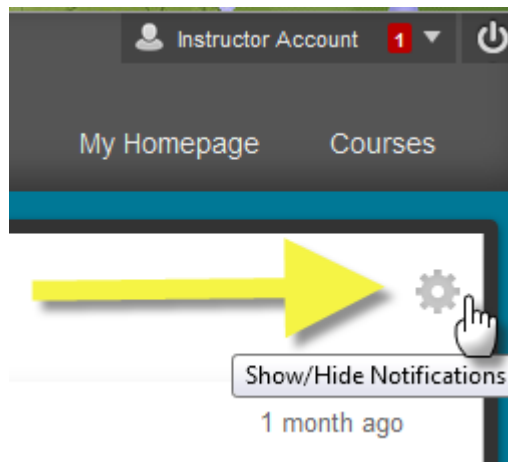 Instructor Account 1
My Homepage Courses
Show/Hide Notifications
1 month ago